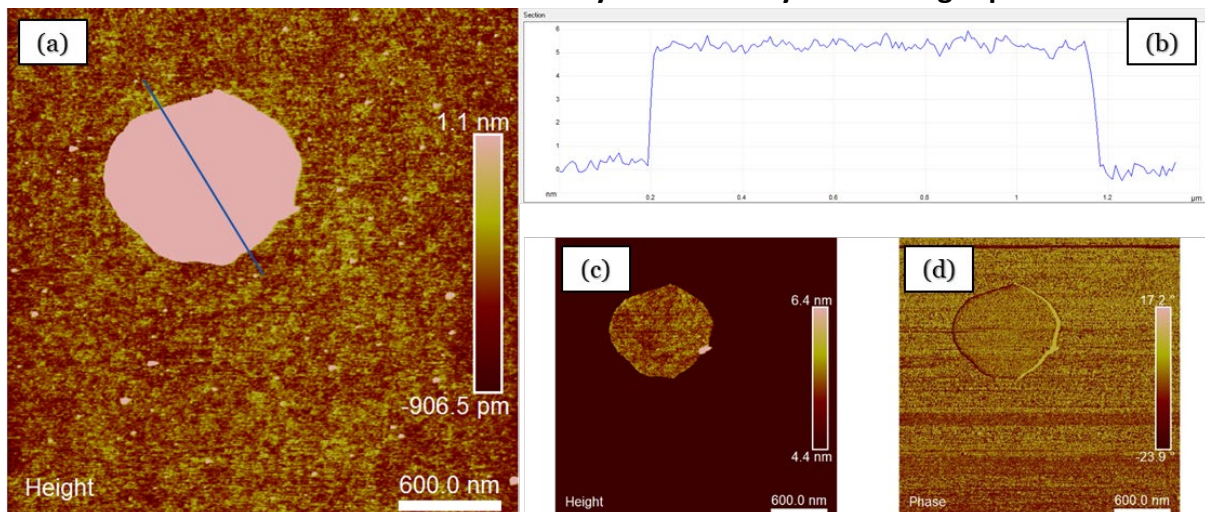 (a)
1.1 nm
-906.5 pm
Height
600.0 nm
Section
(b)
6
5
4
3
2
1
0
nm
0.2
0.4
0.6
0.8
1
1.2
µm
(c)
6.4 nm
4.4 nm
Height
600.0 nm
(d)
17.2 °
-23.9 °
Phase
600.0 nm